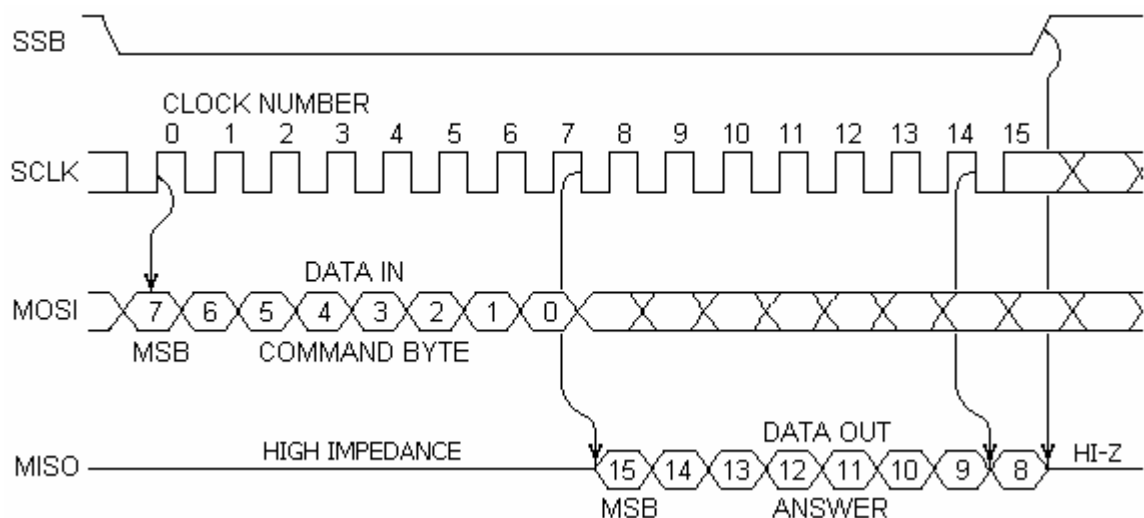 SSB
CLOCK NUMBER
0 1 2 3 4 5 6 7 8 9 10 11 12 13 14 15
SCLK
DATA IN
MOSI 7 6 5 4 3 2 1 0
MSB COMMAND BYTE
HIGH IMPEDANCE DATA OUT HI-Z
MISO 15 14 13 12 11 10 9 8
MSB ANSWER